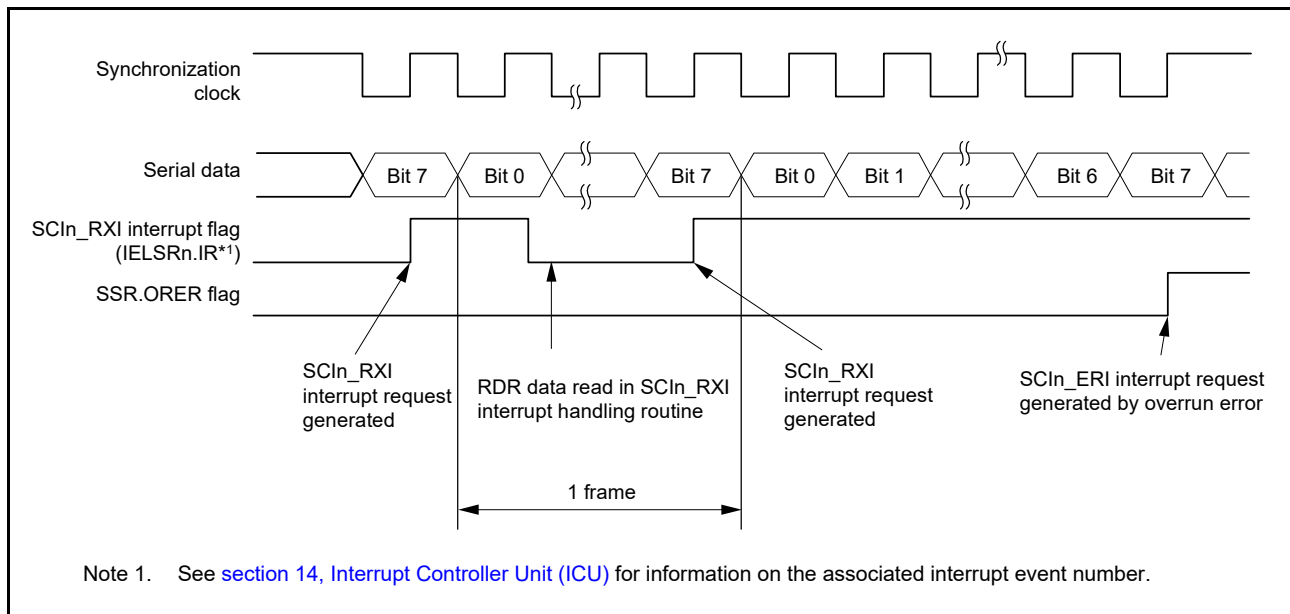 Synchronization
clock
Serial data
Bit 7
Bit 0
Bit 7
Bit 0
Bit 1
Bit 6
Bit 7
SCIn_RXI interrupt flag
(IELSRn.IR*1)
SSR.ORER flag
SCIn_RXI
interrupt request
generated
RDR data read in SCIn_RXI
interrupt handling routine
SCIn_RXI
interrupt request
generated
SCIn_ERI interrupt request
generated by overrun error
1 frame
Note 1. See section 14, Interrupt Controller Unit (ICU) for information on the associated interrupt event number.